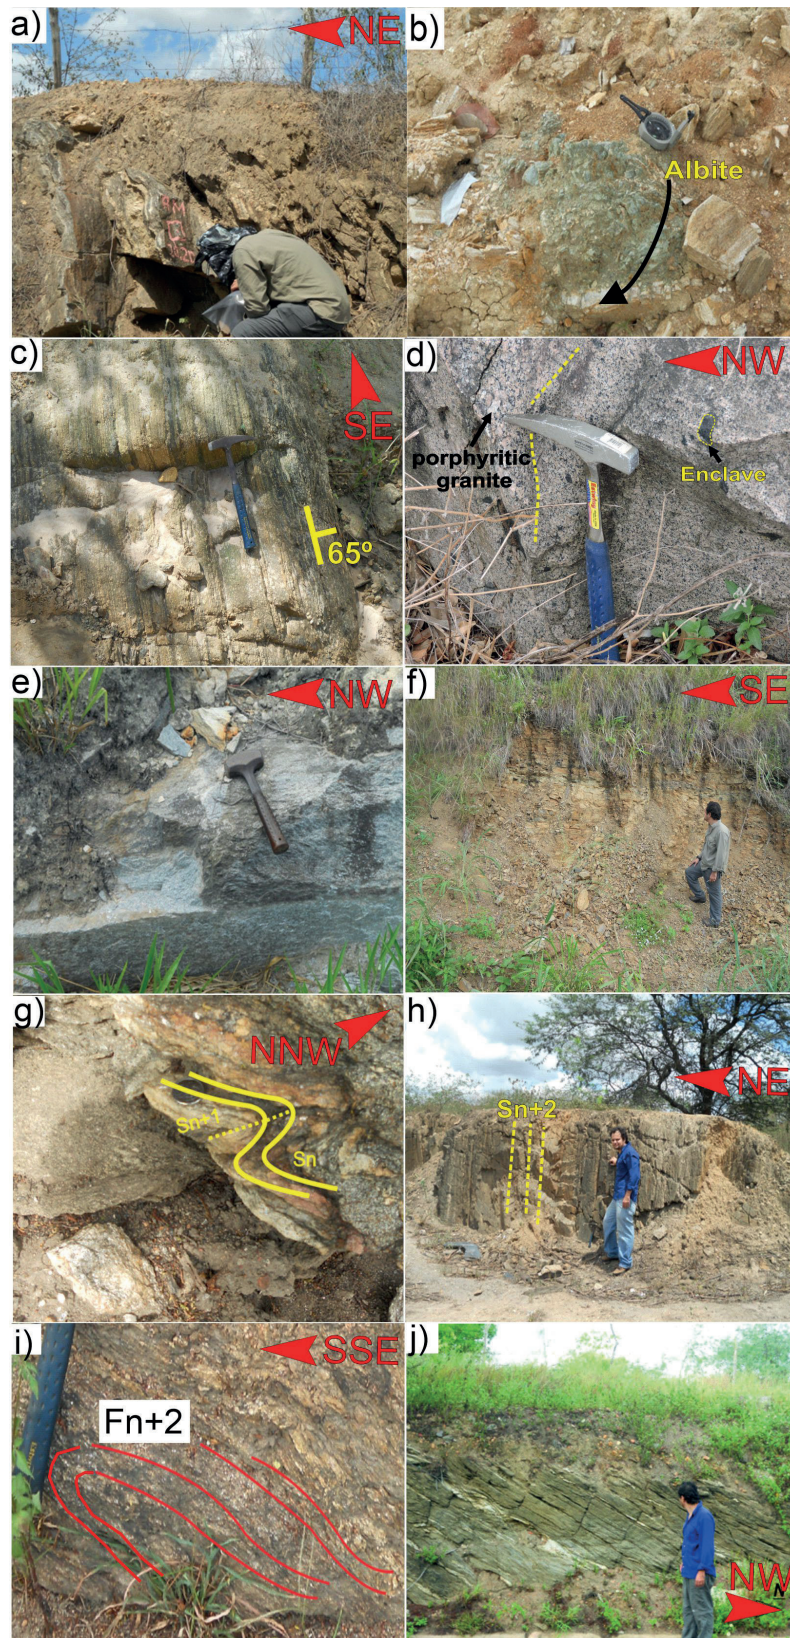 a)
NE
b)
Albite
c)
SE
65º
d)
NW
porphyritic
granite
Enclave
e)
NW
f)
SE
g)
NNW
Sn+1
Sn
h)
NE
Sn+2
i)
SSE
Fn+2
j)
NW
N